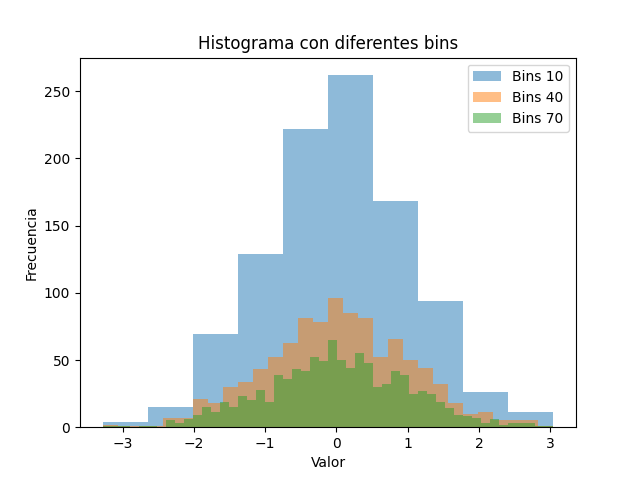 Histograma con diferentes bins
Bins 10
Bins 40
Bins 70
Frecuencia
250
200
150
100
50
0
−3
−2
−1
0
1
2
3
Valor